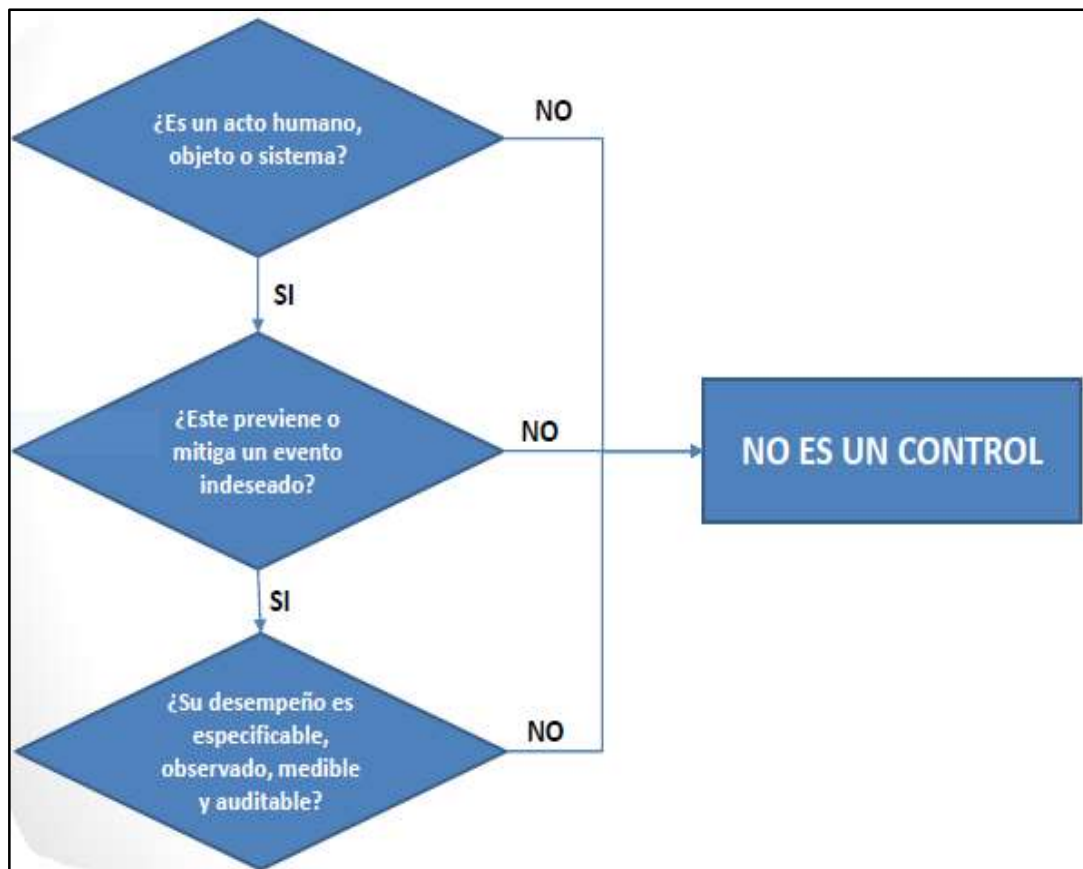 ¿Es un acto humano,
objeto o sistema?
NO
SI
¿Este previene o
mitiga un evento
indeseado?
NO
NO ES UN CONTROL
SI
¿Su desempeño es
especificable,
observado, medible
y auditable?
NO